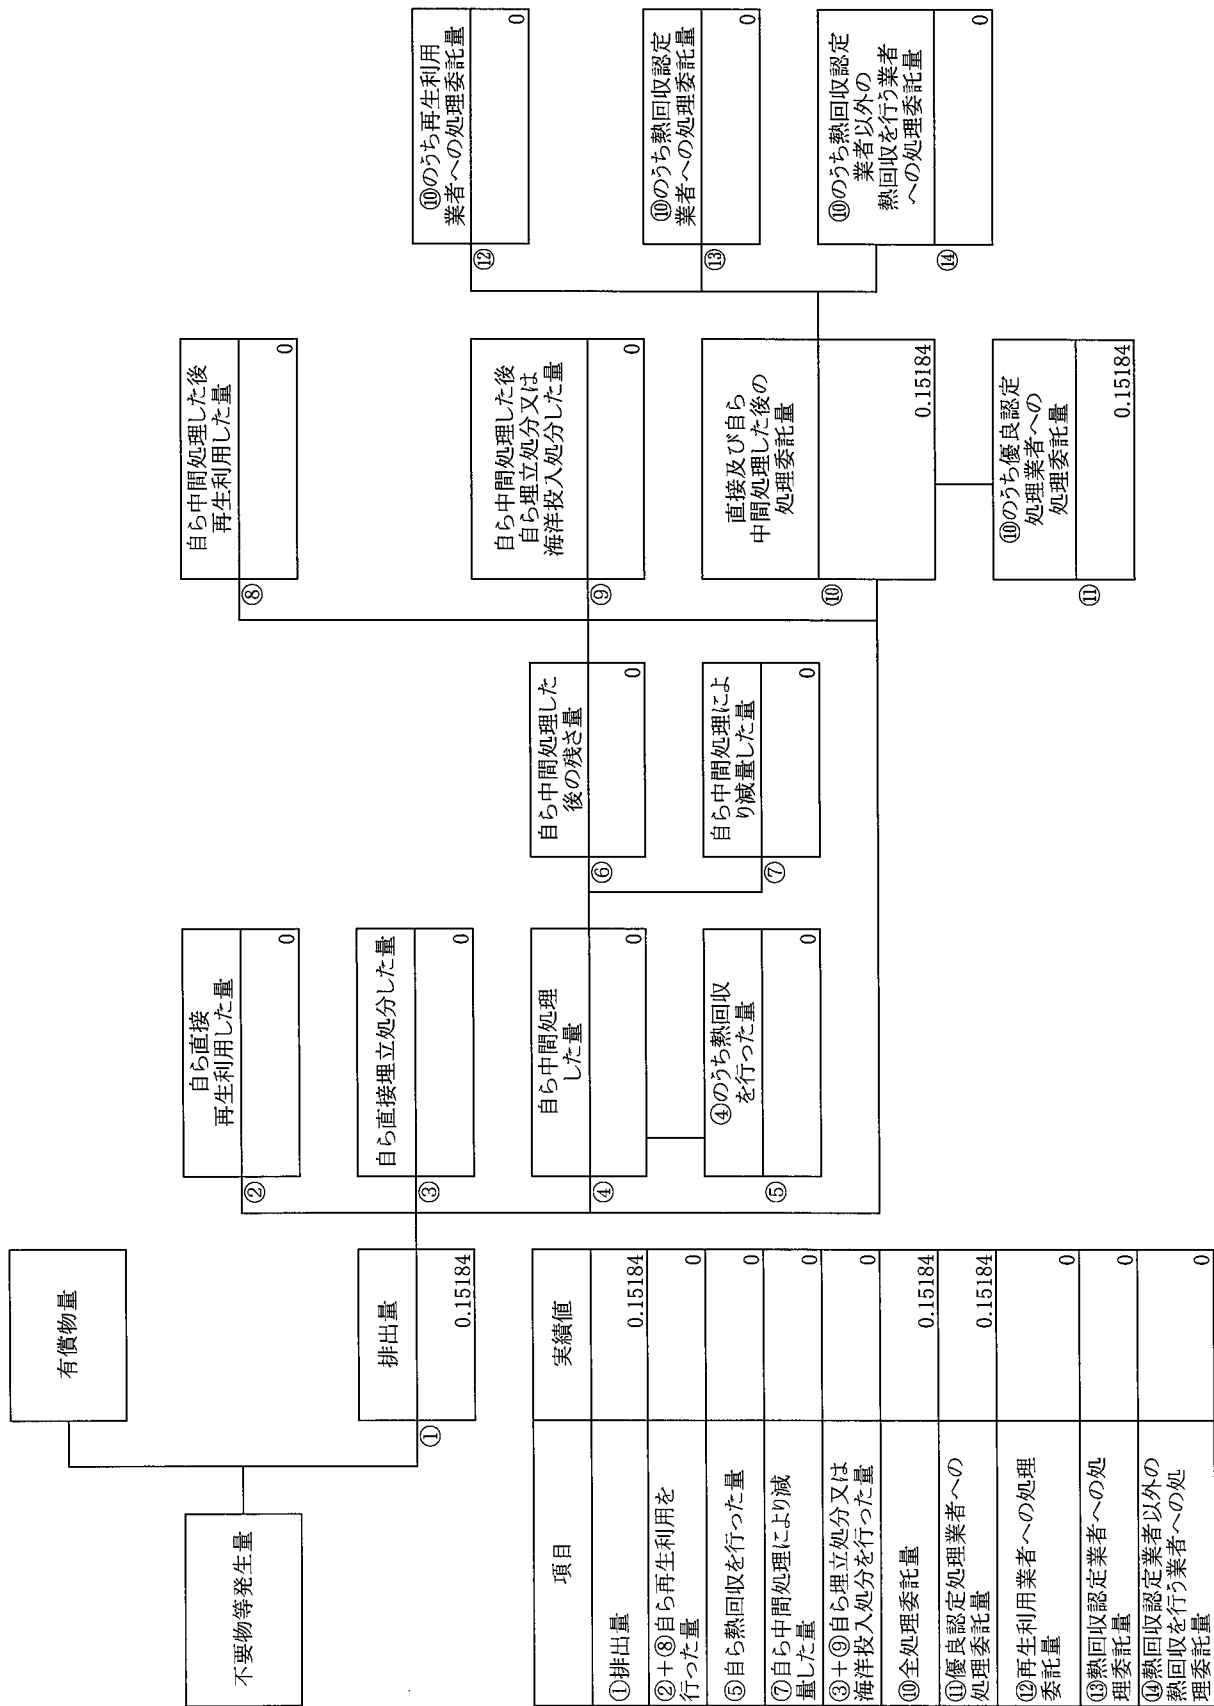 不要物等発生量
有償物量
①
排出量
0.15184
②
自ら直接
再生利用した量
0
③
自ら直接埋立処分した量
0
④
自ら中間処理
した量
0
⑤
④のうち熱回収
を行った量
0
⑥
自ら中間処理した
後の残さ量
0
⑦
自ら中間処理によ
り減量した量
0
⑧
自ら中間処理した後
再生利用した量
0
⑨
自ら中間処理した後
自ら埋立処分又は
海洋投入処分した量
0
⑩
直接及び自ら
中間処理した後の
処理委託量
0.15184
⑪
⑩のうち優良認定
処理業者への
処理委託量
0.15184
⑫
⑩のうち再生利用
業者への処理委託量
0
⑬
⑩のうち熱回収認定
業者への処理委託量
0
⑭
⑩のうち熱回収認定
業者以外の
熱回収を行う業者
への処理委託量
0
項目
実績値
①排出量
0.15184
②+⑧自ら再生利用を
行った量
0
⑤自ら熱回収を行った量
0
⑦自ら中間処理により減
量した量
0
③+⑨自ら埋立処分又は
海洋投入処分を行った量
0
⑩全処理委託量
0.15184
⑪優良認定処理業者への
処理委託量
0.15184
⑫再生利用業者への処理
委託量
0
⑬熱回収認定業者への処
理委託量
0
⑭熱回収認定業者以外の
熱回収を行う業者への処
理委託量
0